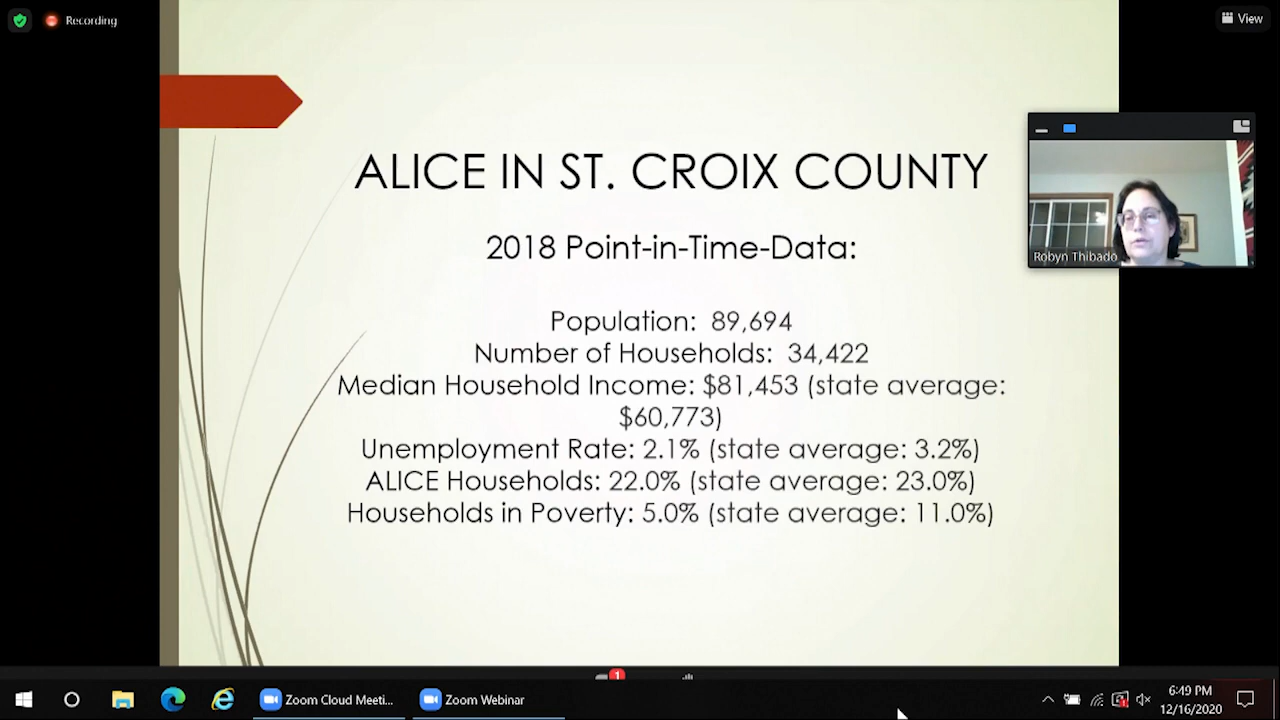 Recording
View
ALICE IN ST. CROIX COUNTY
2018 Point-in-Time-Data:
Robyn Thibado
Population: 89,694
Number of Households: 34,422
Median Household Income: $81,453 (state average:
$60,773)
Unemployment Rate: 2.1% (state average: 3.2%)
ALICE Households: 22.0% (state average: 23.0%)
Households in Poverty: 5.0% (state average: 11.0%)
1
Zoom Cloud Meeti...
Zoom Webinar
6:49 PM
12/16/2020